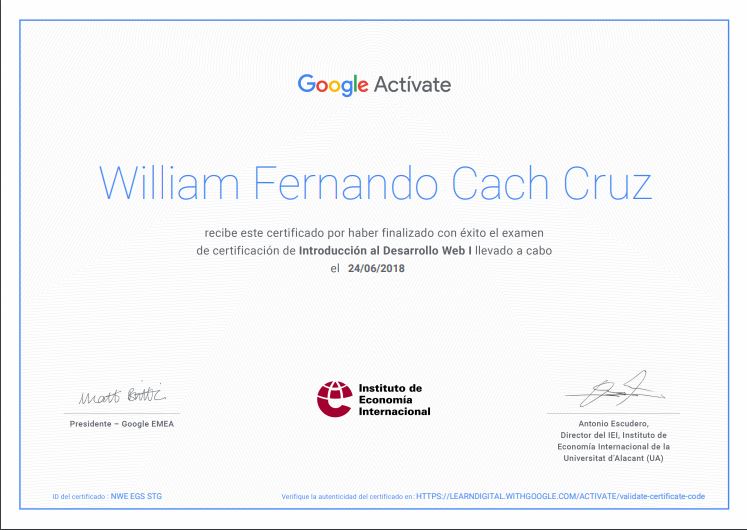 Google Actívate
William Fernando Cach Cruz
recibe este certificado por haber finalizado con éxito el examen
de certificación de Introducción al Desarrollo Web I llevado a cabo
el 24/06/2018
Matt Brittin
Presidente – Google EMEA
Instituto de
Economía
Internacional
Antonio Escudero,
Director del IEI, Instituto de
Economía Internacional de la
Universitat d'Alacant (UA)
ID del certificado : NWE EGS STG
Verifique la autenticidad del certificado en: HTTPS://LEARNDIGITAL.WITHGOOGLE.COM/ACTIVATE/validate-certificate-code